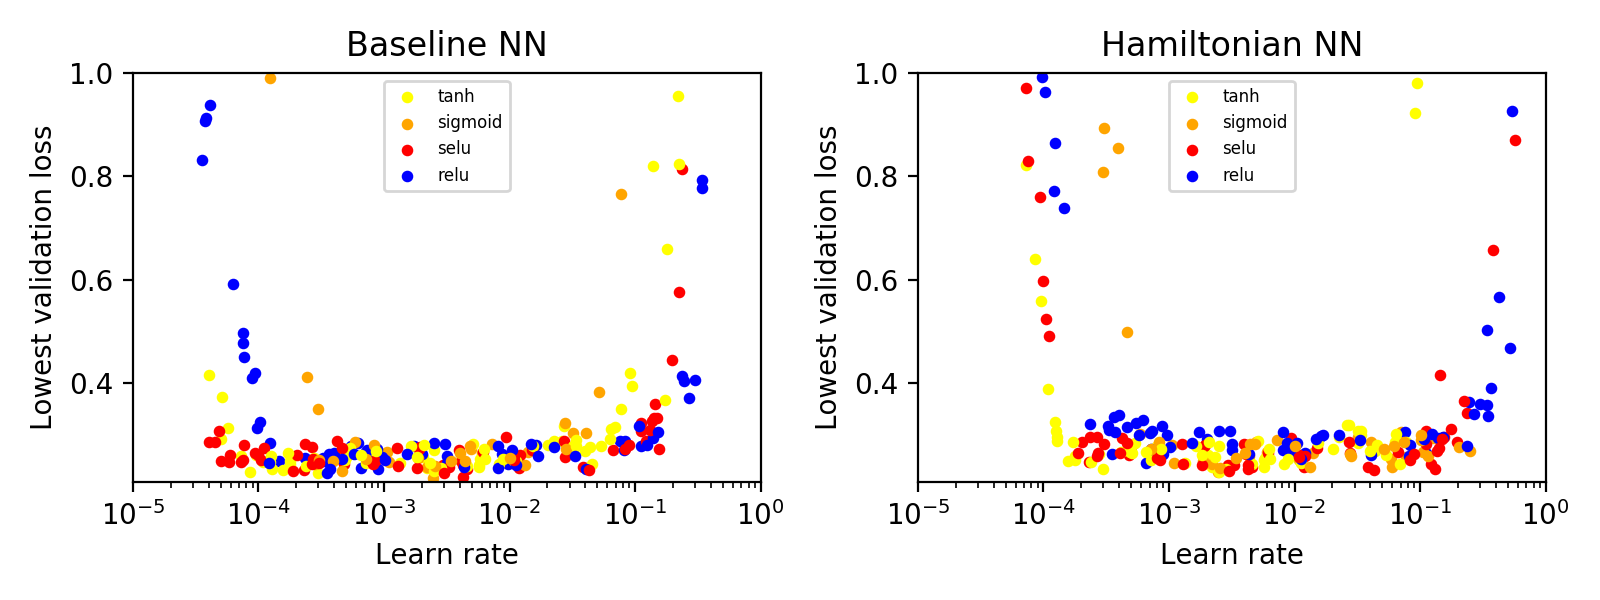 Baseline NN
Lowest validation loss
1.0
0.8
0.6
0.4
tanh
sigmoid
selu
relu
10⁻⁵
10⁻⁴
10⁻³
10⁻²
10⁻¹
10⁰
Learn rate
Hamiltonian NN
Lowest validation loss
1.0
0.8
0.6
0.4
tanh
sigmoid
selu
relu
10⁻⁵
10⁻⁴
10⁻³
10⁻²
10⁻¹
10⁰
Learn rate